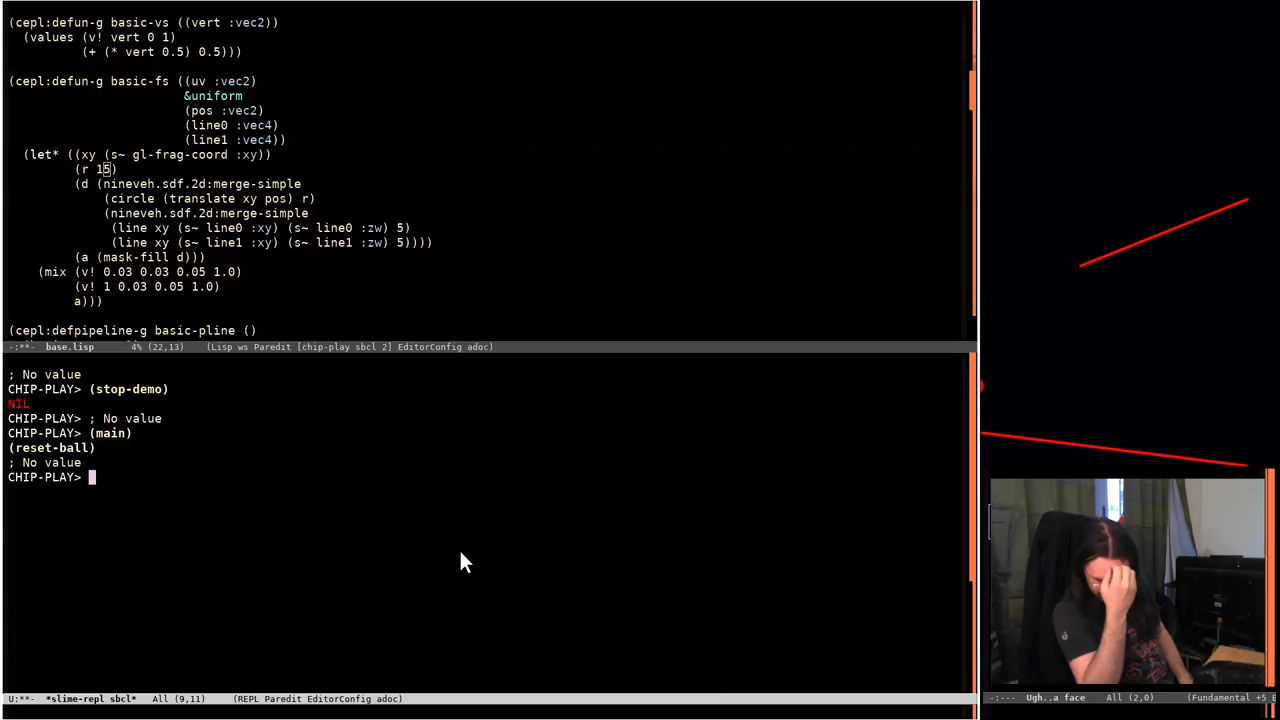 (cepl:defun-g basic-vs ((vert :vec2))
  (values (v! vert 0 1)
          (+ (* vert 0.5) 0.5)))
(cepl:defun-g basic-fs ((uv :vec2)
                        &uniform
                        (pos :vec2)
                        (line0 :vec4)
                        (line1 :vec4))
  (let* ((xy (s~ gl-frag-coord :xy))
         (r 15)
         (d (nineveh.sdf.2d:merge-simple
             (circle (translate xy pos) r)
             (nineveh.sdf.2d:merge-simple
              (line xy (s~ line0 :xy) (s~ line0 :zw) 5)
              (line xy (s~ line1 :xy) (s~ line1 :zw) 5))))
         (a (mask-fill d)))
    (mix (v! 0.03 0.03 0.05 1.0)
         (v! 1 0.03 0.05 1.0)
         a)))
(cepl:defpipeline-g basic-pline ()
-:**-  base.lisp      4% (22,13)    (Lisp ws Paredit [chip-play sbcl 2] EditorConfig adoc)
; No value
CHIP-PLAY> (stop-demo)
NIL
CHIP-PLAY> ; No value
CHIP-PLAY> (main)
(reset-ball)
; No value
CHIP-PLAY>
U:**-  *slime-repl sbcl*   All (9,11)    (REPL Paredit EditorConfig adoc)
-:---  Ugh..a face   All (2,0)     (Fundamental +5 E